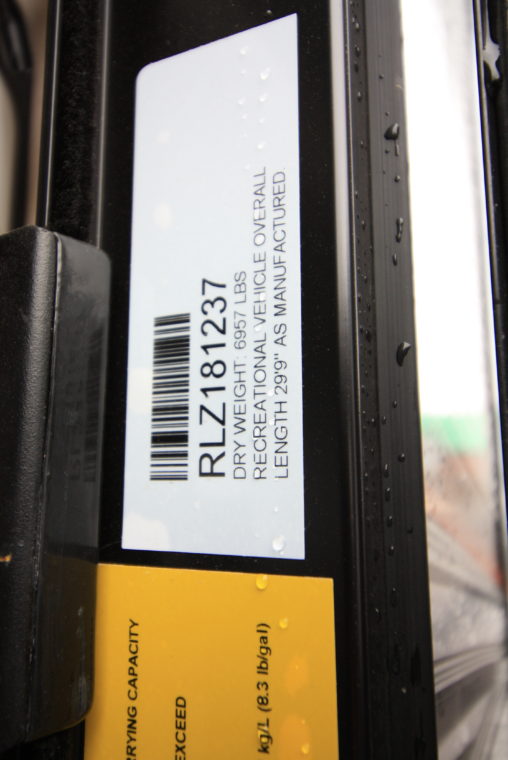 RLZ181237
DRY WEIGHT: 6957 LBS
RECREATIONAL VEHICLE OVERALL
LENGTH 29'9" AS MANUFACTURED.
CAPACITY
EXCEED
kg/L (8.3 lb/gal)